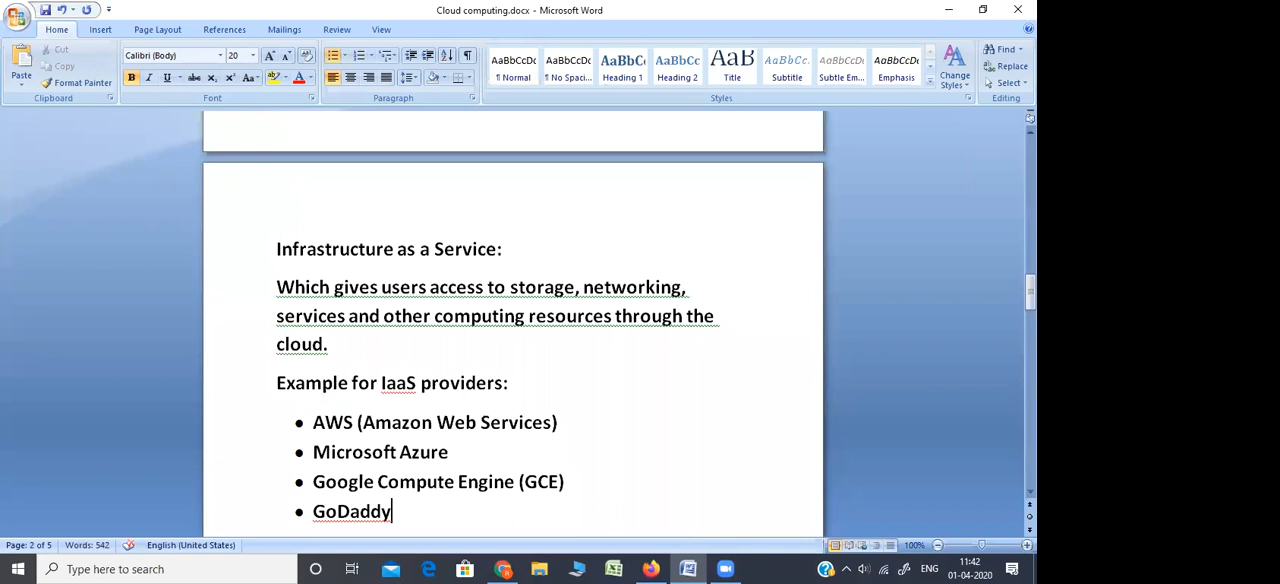 Cloud computing.docx - Microsoft Word
Home Insert Page Layout References Mailings Review View
Paste
Cut
Copy
Format Painter
Clipboard
Calibri (Body) 20
Font
Paragraph
AaBbCcDc AaBbCcDc AaBbC AaBbCc AaB AaBbCc. AaBbCcDc AaBbCcDc
¶ Normal ¶ No Spaci... Heading 1 Heading 2 Title Subtitle Subtle Em... Emphasis
Change Styles
Styles
Find
Replace
Select
Editing
Infrastructure as a Service:
Which gives users access to storage, networking,
services and other computing resources through the
cloud.
Example for IaaS providers:
• AWS (Amazon Web Services)
• Microsoft Azure
• Google Compute Engine (GCE)
• GoDaddy
Page: 2 of 5 Words: 542 English (United States) 100%
Type here to search
ENG
11:42
01-04-2020